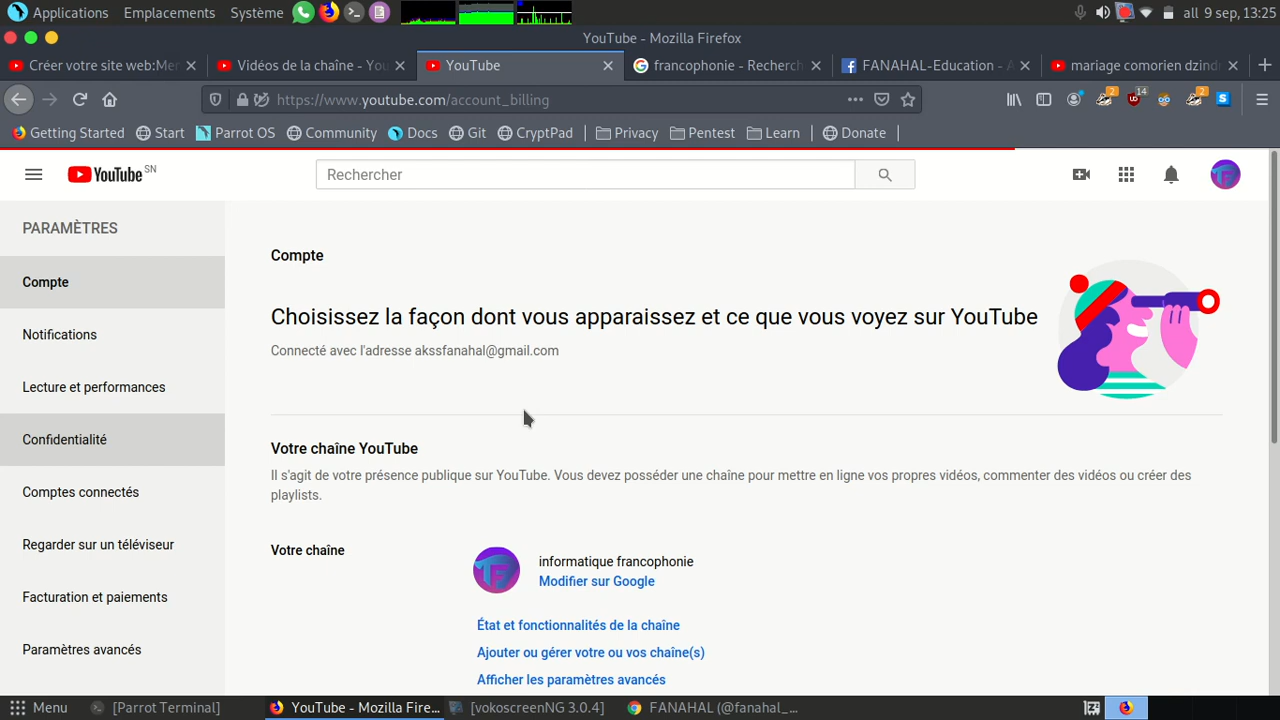 Applications Emplacements Système all 9 sep, 13:25
YouTube - Mozilla Firefox
Créer votre site web:Mer Vidéos de la chaîne - You YouTube francophonie - Recherch FANAHAL-Education - A mariage comorien dzindr
https://www.youtube.com/account_billing
2 14 2
Getting Started Start Parrot OS Community Docs Git CryptPad Privacy Pentest Learn Donate
YouTube SN Rechercher
PARAMÈTRES
Compte
Notifications
Lecture et performances
Confidentialité
Comptes connectés
Regarder sur un téléviseur
Facturation et paiements
Paramètres avancés
Compte
Choisissez la façon dont vous apparaissez et ce que vous voyez sur YouTube
Connecté avec l'adresse akssfanahal@gmail.com
Votre chaîne YouTube
Il s'agit de votre présence publique sur YouTube. Vous devez posséder une chaîne pour mettre en ligne vos propres vidéos, commenter des vidéos ou créer des
playlists.
Votre chaîne
informatique francophonie
Modifier sur Google
État et fonctionnalités de la chaîne
Ajouter ou gérer votre ou vos chaîne(s)
Afficher les paramètres avancés
Menu [Parrot Terminal] YouTube - Mozilla Fire... [vokoscreenNG 3.0.4] FANAHAL (@fanahal_...